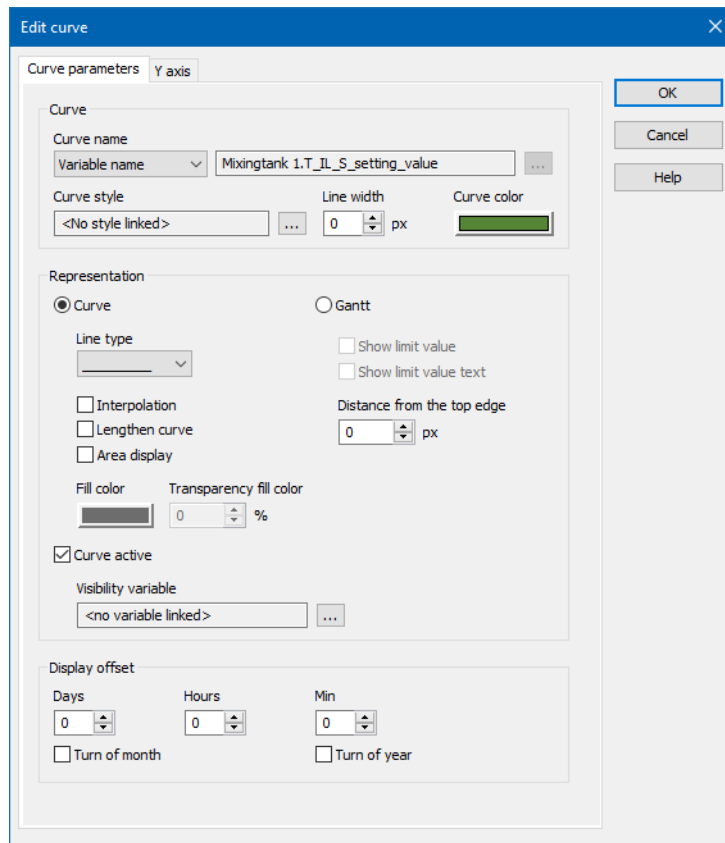 Edit curve
Curve parameters Y axis
OK
Cancel
Help
Curve
Curve name
Variable name Mixingtank 1.T_IL_S_setting_value ...
Curve style Line width Curve color
<No style linked> ... 0 px
Representation
Curve Gantt
Line type
Show limit value
Show limit value text
Interpolation Distance from the top edge
Lengthen curve 0 px
Area display
Fill color Transparency fill color
0 %
Curve active
Visibility variable
<no variable linked> ...
Display offset
Days Hours Min
0 0 0
Turn of month Turn of year